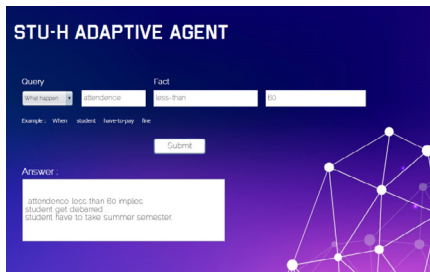 STU-H ADAPTIVE AGENT
Query Fact
What happen attendence less-than 60
Example : When student have-to-pay fine
Submit
Answer :
attendence less than 60 implies
student get debarred
student have to take summer semester.